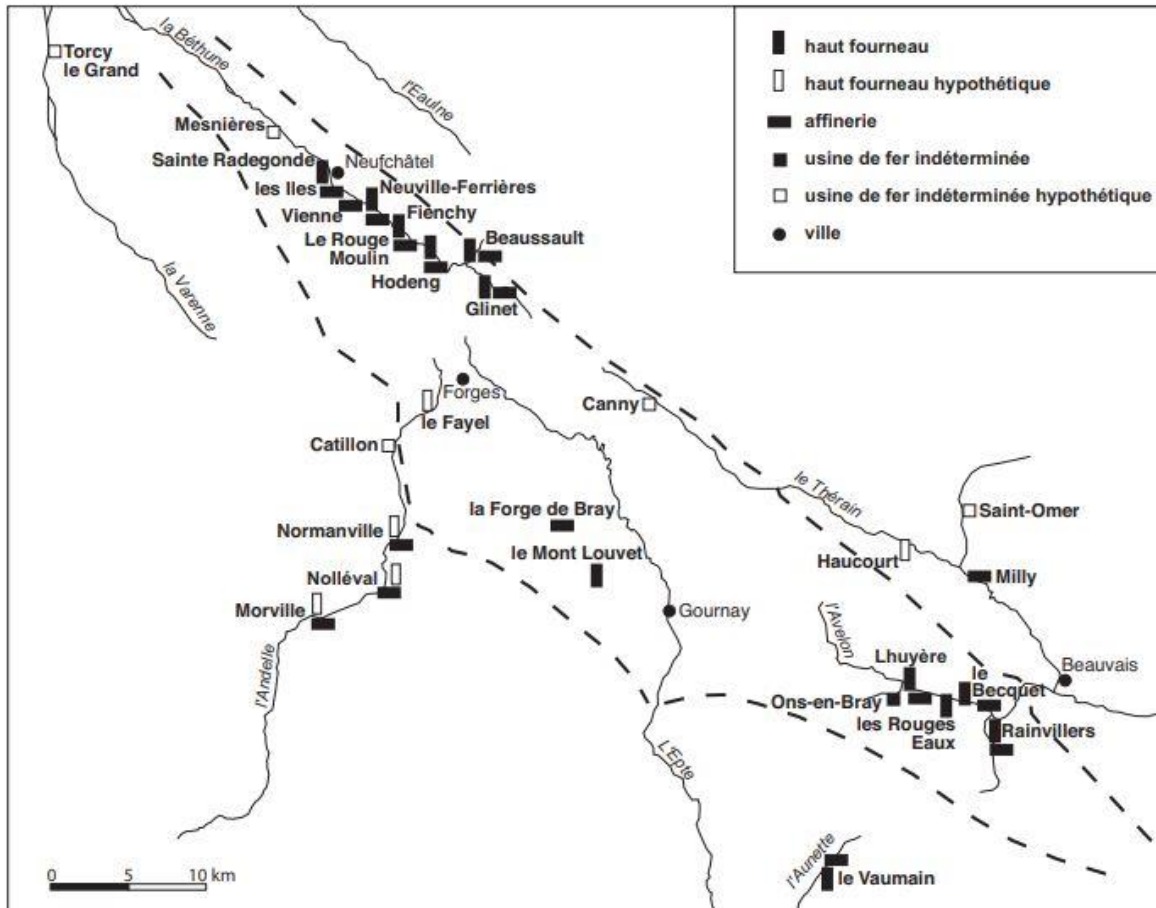 haut fourneau
haut fourneau hypothétique
affinerie
usine de fer indéterminée
usine de fer indéterminée hypothétique
ville
Torcy
le Grand
la Béthune
l'Eaulne
Mesnières
Sainte Radegonde
Neufchâtel
les Iles
Neuville-Ferrières
Vienne
Fienchy
Le Rouge
Moulin
Beaussault
Hodeng
Glinet
la Varenne
Forges
le Fayel
Canny
Catillon
le Thérain
la Forge de Bray
Saint-Omer
Normanville
le Mont Louvet
Haucourt
Milly
Nolléval
Morville
Gournay
l'Avelon
Lhuyère
le
Becquet
Beauvais
l'Andelle
Ons-en-Bray
les Rouges
Eaux
Rainvillers
L'Epte
l'Aunette
le Vaumain
0 5 10 km